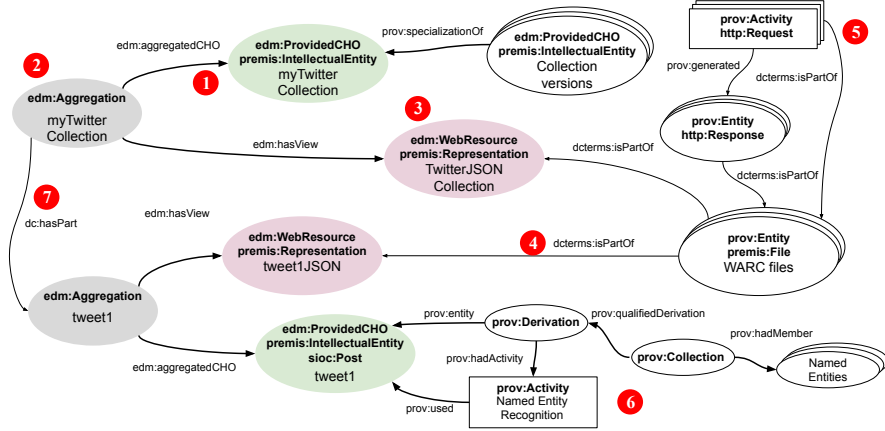 prov:Activity
http:Request
5
edm:aggregatedCHO
edm:ProvidedCHO
premis:IntellectualEntity
myTwitter
Collection
prov:specializationOf
prov:Entity
premis:IntellectualEntity
Collection
versions
prov:generated
dcterms:isPartOf
2
1
edm:Aggregation
myTwitter
Collection
3
edm:hasView
edm:WebResource
premis:Representation
TwitterJSON
Collection
dcterms:isPartOf
prov:Entity
http:Response
dcterms:isPartOf
7
dc:hasPart
edm:hasView
edm:WebResource
premis:Representation
tweet1JSON
4
dcterms:isPartOf
prov:Entity
premis:File
WARC files
edm:Aggregation
tweet1
edm:aggregatedCHO
edm:ProvidedCHO
premis:IntellectualEntity
sioc:Post
tweet1
prov:entity
prov:Derivation
prov:qualifiedDerivation
prov:hadActivity
prov:Collection
prov:hadMember
Named
Entities
prov:used
prov:Activity
Named Entity
Recognition
6